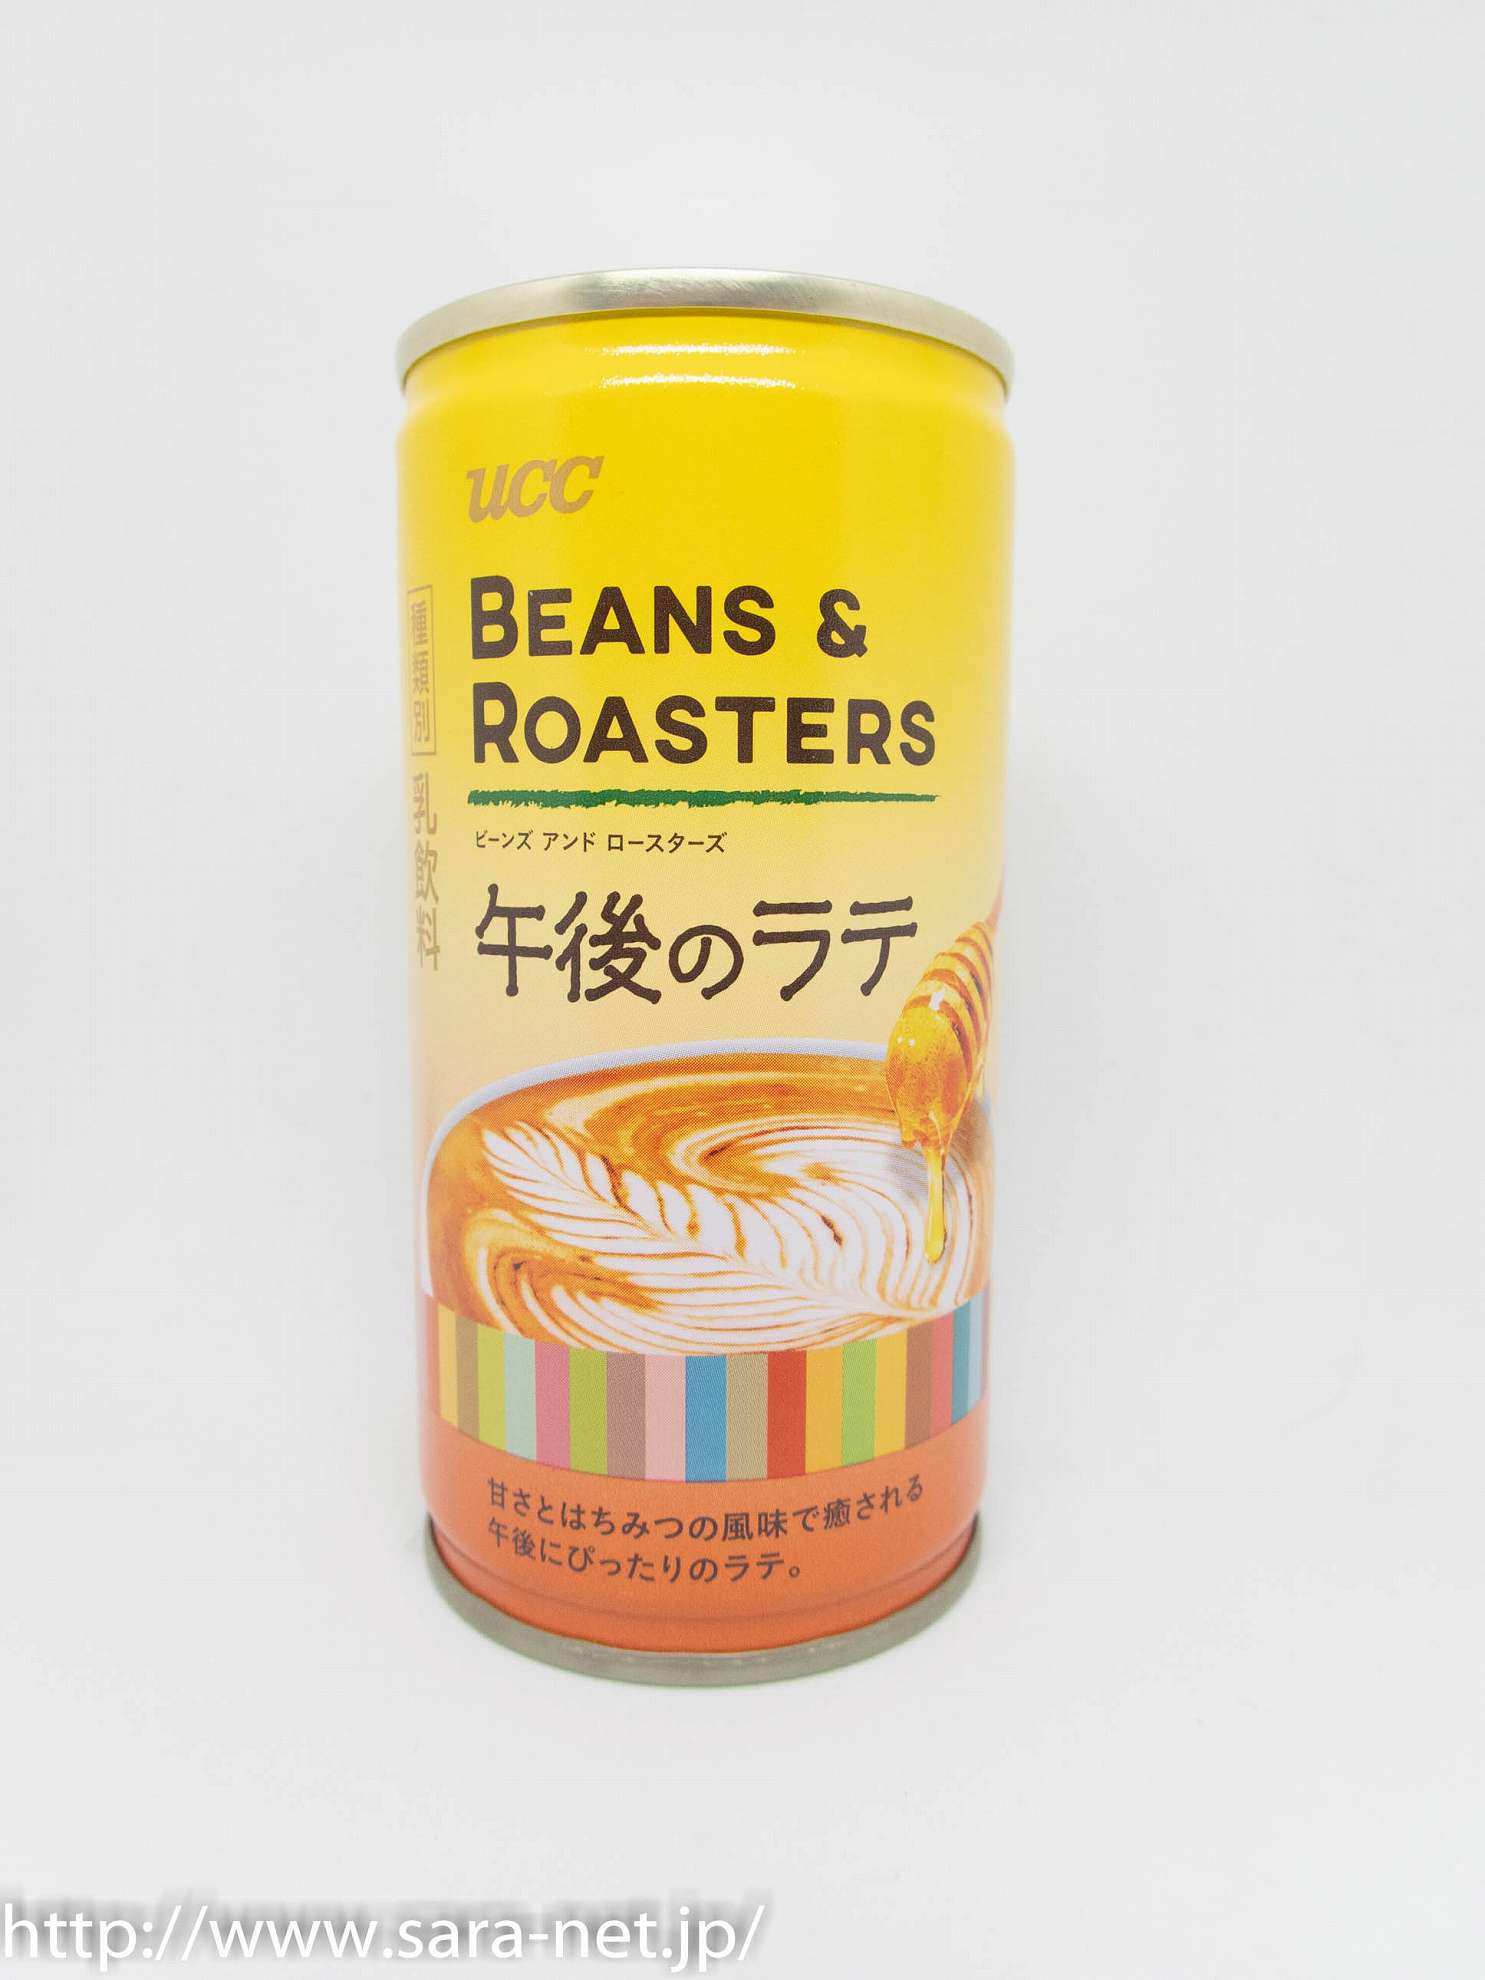 ucc
BEANS &
ROASTERS
ビーンズ アンド ロースターズ
午後のラテ
種類別 乳飲料
甘さとはちみつの風味で癒される
午後にぴったりのラテ。
http://www.sara-net.jp/